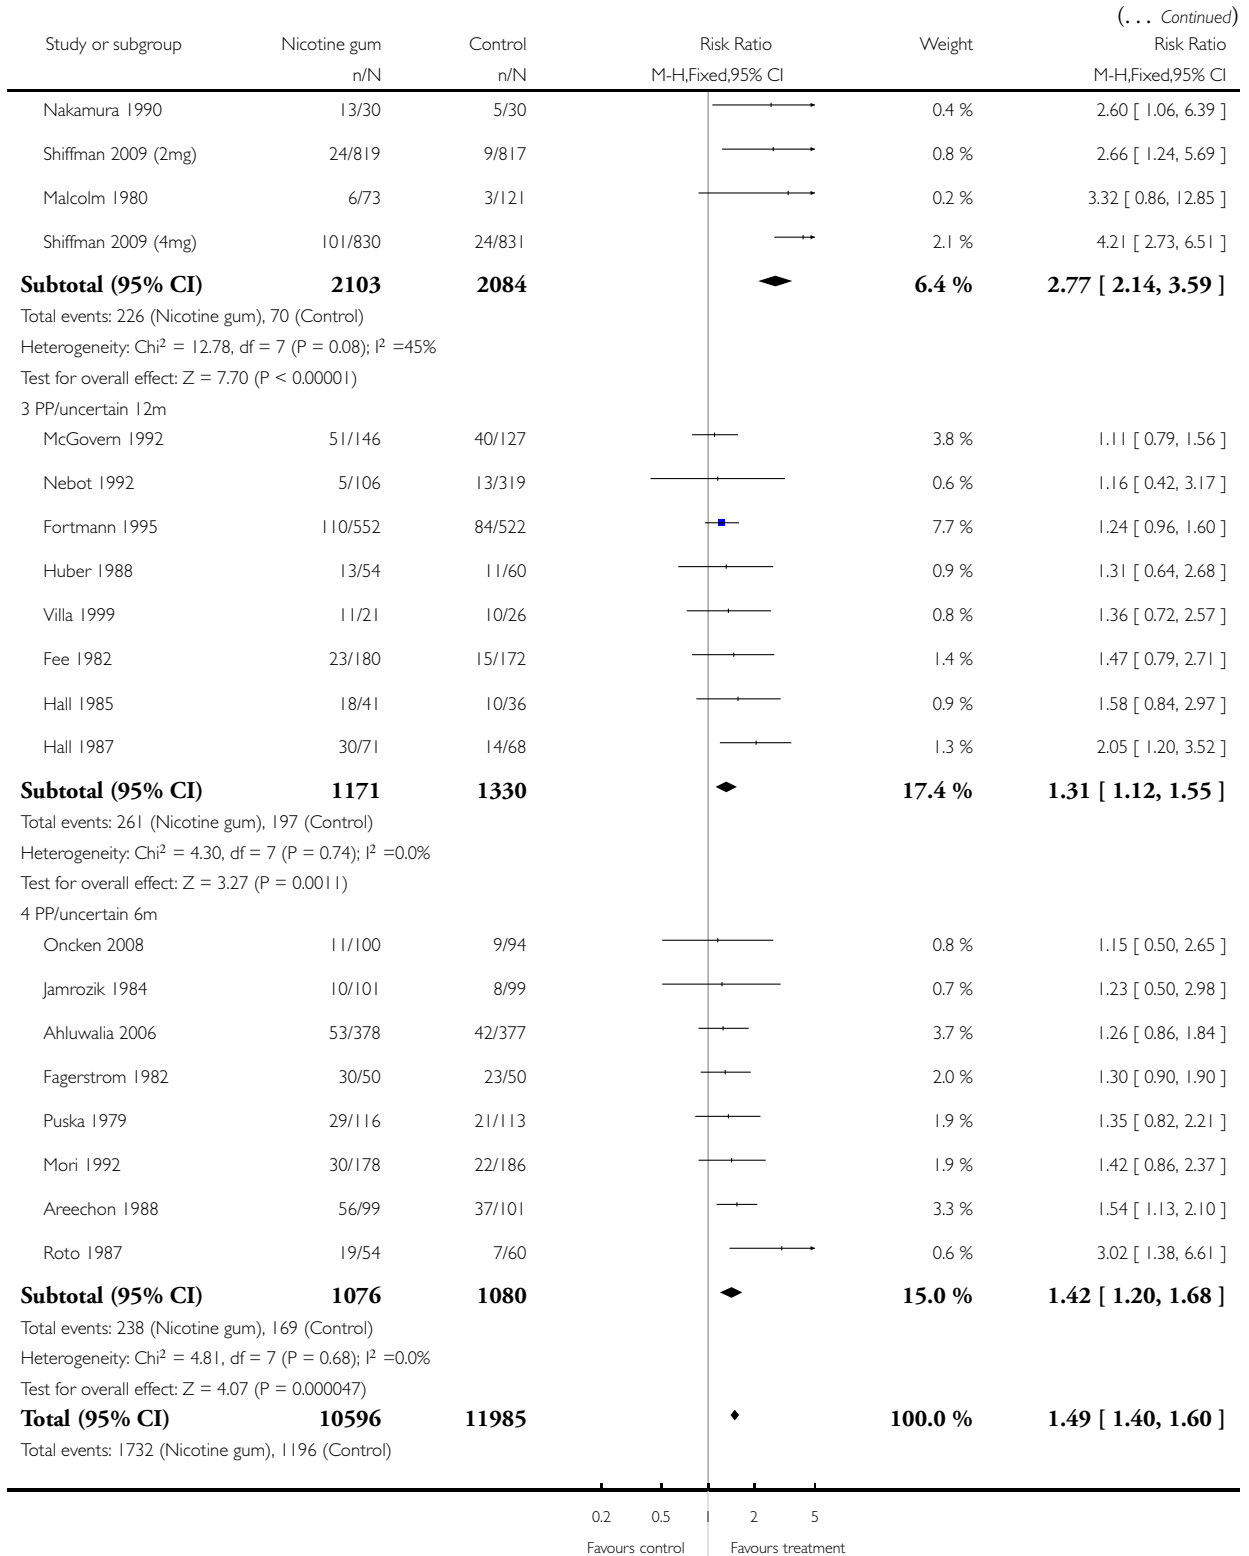 (... Continued)
Study or subgroup Nicotine gum Control Risk Ratio Weight Risk Ratio
n/N n/N M-H,Fixed,95% CI M-H,Fixed,95% CI
Nakamura 1990 13/30 5/30 0.4 % 2.60 [ 1.06, 6.39 ]
Shiffman 2009 (2mg) 24/819 9/817 0.8 % 2.66 [ 1.24, 5.69 ]
Malcolm 1980 6/73 3/121 0.2 % 3.32 [ 0.86, 12.85 ]
Shiffman 2009 (4mg) 101/830 24/831 2.1 % 4.21 [ 2.73, 6.51 ]
Subtotal (95% CI) 2103 2084 6.4 % 2.77 [ 2.14, 3.59 ]
Total events: 226 (Nicotine gum), 70 (Control)
Heterogeneity: Chi² = 12.78, df = 7 (P = 0.08); I² =45%
Test for overall effect: Z = 7.70 (P < 0.00001)
3 PP/uncertain 12m
McGovern 1992 51/146 40/127 3.8 % 1.11 [ 0.79, 1.56 ]
Nebot 1992 5/106 13/319 0.6 % 1.16 [ 0.42, 3.17 ]
Fortmann 1995 110/552 84/522 7.7 % 1.24 [ 0.96, 1.60 ]
Huber 1988 13/54 11/60 0.9 % 1.31 [ 0.64, 2.68 ]
Villa 1999 11/21 10/26 0.8 % 1.36 [ 0.72, 2.57 ]
Fee 1982 23/180 15/172 1.4 % 1.47 [ 0.79, 2.71 ]
Hall 1985 18/41 10/36 0.9 % 1.58 [ 0.84, 2.97 ]
Hall 1987 30/71 14/68 1.3 % 2.05 [ 1.20, 3.52 ]
Subtotal (95% CI) 1171 1330 17.4 % 1.31 [ 1.12, 1.55 ]
Total events: 261 (Nicotine gum), 197 (Control)
Heterogeneity: Chi² = 4.30, df = 7 (P = 0.74); I² =0.0%
Test for overall effect: Z = 3.27 (P = 0.0011)
4 PP/uncertain 6m
Oncken 2008 11/100 9/94 0.8 % 1.15 [ 0.50, 2.65 ]
Jamrozik 1984 10/101 8/99 0.7 % 1.23 [ 0.50, 2.98 ]
Ahluwalia 2006 53/378 42/377 3.7 % 1.26 [ 0.86, 1.84 ]
Fagerstrom 1982 30/50 23/50 2.0 % 1.30 [ 0.90, 1.90 ]
Puska 1979 29/116 21/113 1.9 % 1.35 [ 0.82, 2.21 ]
Mori 1992 30/178 22/186 1.9 % 1.42 [ 0.86, 2.37 ]
Areechon 1988 56/99 37/101 3.3 % 1.54 [ 1.13, 2.10 ]
Roto 1987 19/54 7/60 0.6 % 3.02 [ 1.38, 6.61 ]
Subtotal (95% CI) 1076 1080 15.0 % 1.42 [ 1.20, 1.68 ]
Total events: 238 (Nicotine gum), 169 (Control)
Heterogeneity: Chi² = 4.81, df = 7 (P = 0.68); I² =0.0%
Test for overall effect: Z = 4.07 (P = 0.000047)
Total (95% CI) 10596 11985 100.0 % 1.49 [ 1.40, 1.60 ]
Total events: 1732 (Nicotine gum), 1196 (Control)
0.2 0.5 1 2 5
Favours control Favours treatment